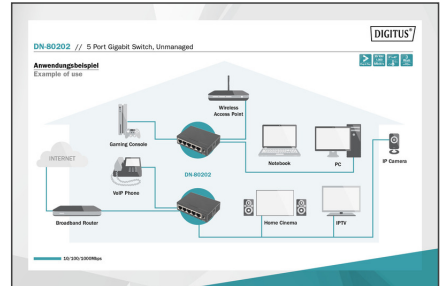 DIGITUS®
DN-80202 // 5 Port Gigabit Switch, Unmanaged
Anwendungsbeispiel
Example of use
Wireless
Access Point
Gaming Console
INTERNET
Notebook
PC
IP Camera
DN-80202
VoIP Phone
Broadband Router
Home Cinema
IPTV
10/100/1000Mbps